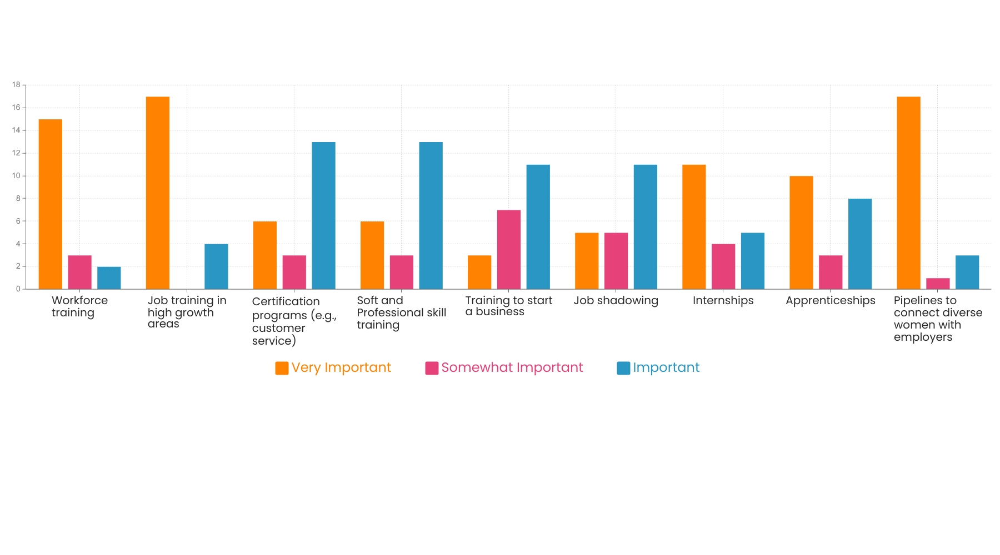 18
16
14
12
10
8
6
4
2
0
Workforce
training
Job training in
high growth
areas
Certification
programs (e.g.,
customer
service)
Soft and
Professional skill
training
Training to start
a business
Job shadowing
Internships
Apprenticeships
Pipelines to
connect diverse
women with
employers
Very Important
Somewhat Important
Important